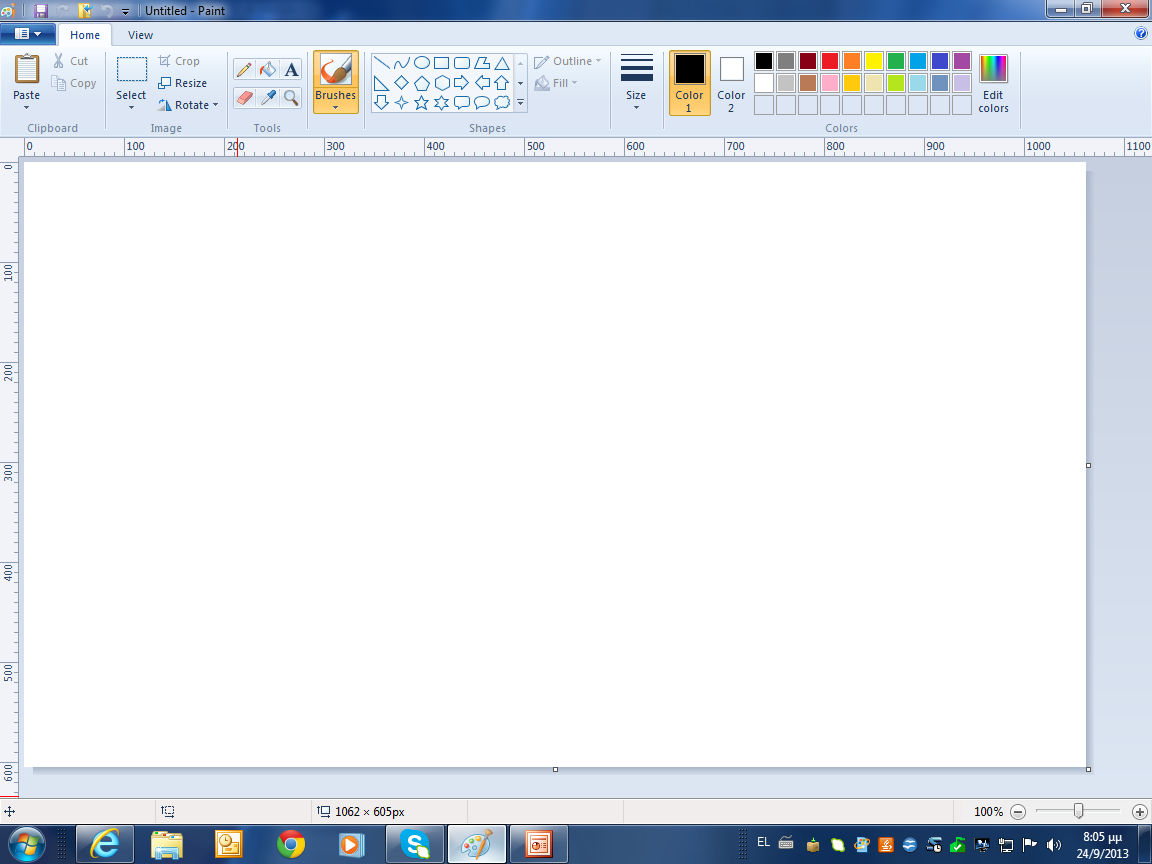 Untitled - Paint
Home View
Cut
Copy
Paste
Clipboard
Crop
Resize
Rotate
Select
Image
A
Tools
Brushes
Outline
Fill
Shapes
Size
Color 1
Color 2
Edit colors
Colors
0 100 200 300 400 500 600 700 800 900 1000 1100
0
100
200
300
400
500
600
1062 × 605px
100%
EL
8:05 μμ
24/9/2013